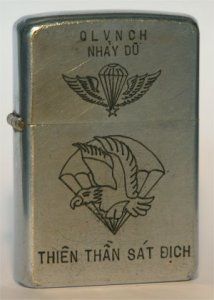 QLVNCH
NHẢY DÙ
THIÊN THẦN SÁT ĐỊCH